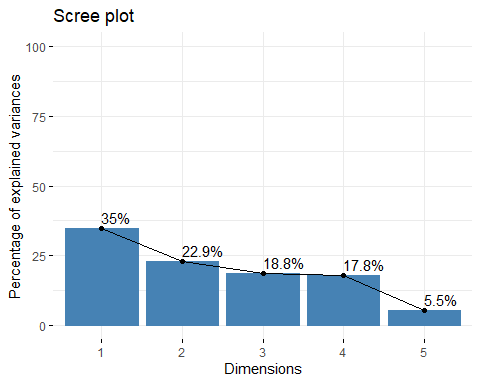 Scree plot
Percentage of explained variances
100
75
50
25
0
35%
22.9%
18.8%
17.8%
5.5%
1 2 3 4 5
Dimensions